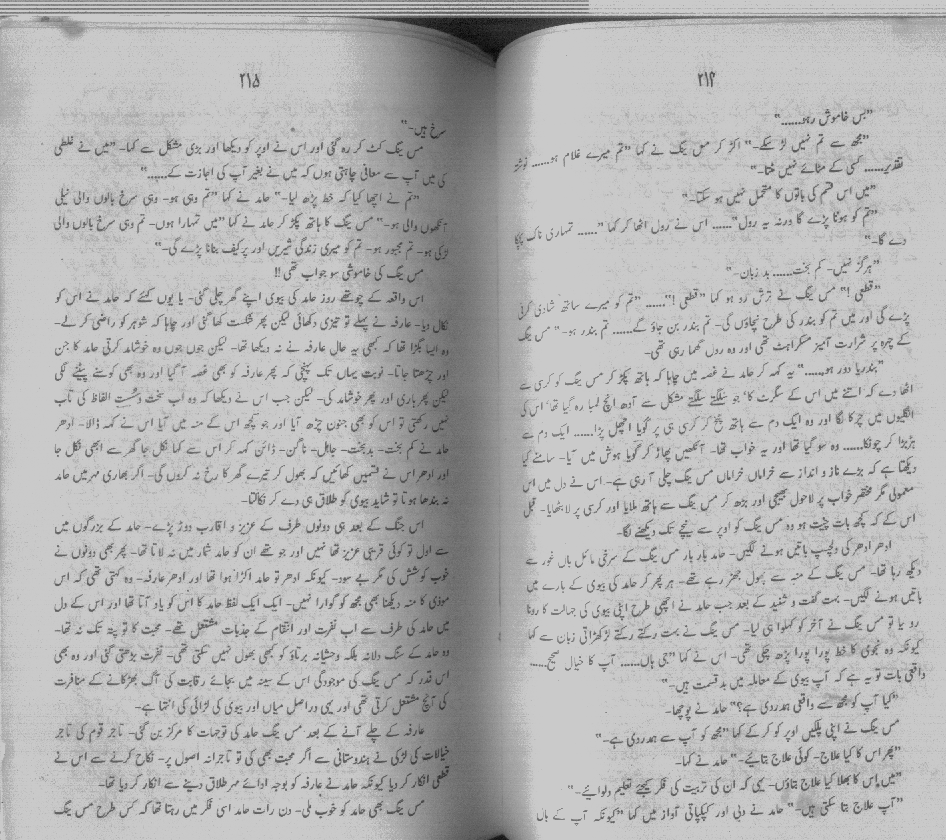 ۲۱۴
"بس خاموش رہو......"
"مجھ سے تم نہیں لڑ سکتے۔" اکڑ کر مس بیگ نے کہا "تم میرے غلام ہو...... نوشتہ
تقدیر...... کسی کے مٹائے نہیں مٹتا۔"
"میں اس قسم کی باتوں کا متحمل نہیں ہو سکتا۔"
"تم کو ہونا پڑے گا ورنہ یہ رول"...... اس نے رول اٹھا کر کہا "...... تمہاری ناک پچکا
دے گا۔"
"ہرگز نہیں۔ کم بخت...... بد زبان۔"
"قطعی!" مس بیگ نے ترش رو ہو کہا "قطعی!"...... "تم کو میرے ساتھ شادی کرنی
پڑے گی اور میں تم کو بندر کی طرح نچاؤں گی۔ تم بندر بن جاؤ گے...... تم بندر ہو۔" مس بیگ
کے چہرہ پر شرارت آمیز مسکراہٹ تھی اور وہ رول گھما رہی تھی۔
"بندریا دور ہو......" یہ کہہ کر حامد نے غصہ میں چاہا کہ ہاتھ پکڑ کر مس بیگ کو کرسی سے
اٹھا دے کہ اتنے میں اس کے سگرٹ کا' جو سلگتے سلگتے مشکل سے آدھ انچ لمبا رہ گیا تھا' اس کی
انگلیوں میں چرکا لگا اور وہ ایک دم سے ہاتھ جھٹک کر کرسی ہی پر گویا اچھل پڑا...... ایک دم سے
ہڑبڑا کر چونکا...... وہ سو گیا تھا اور یہ خواب تھا۔ آنکھیں پھاڑ کر گویا ہوش میں آیا۔ سامنے کیا
دیکھتا ہے کہ بڑے ناز و انداز سے خراماں خراماں مس بیگ چلی آ رہی ہے۔ اس نے دل میں اس
معمولی مگر مختصر خواب پر لاحول بھیجی اور بڑھ کر مس بیگ سے ہاتھ ملایا اور کرسی پر لا بٹھایا۔ قبل
اس کے کہ کچھ بات چیت ہو وہ مس بیگ کو اوپر سے نیچے تک دیکھنے لگا۔
ادھر ادھر کی دلچسپ باتیں ہونے لگیں۔ حامد بار بار مس بیگ کے سرخی مائل بال غور سے
دیکھ رہا تھا۔ مس بیگ کے منہ سے پھول جھڑ رہے تھے۔ ہر پھر کر حامد کی بیوی کے بارے میں
باتیں ہونے لگیں۔ بہت گفت و شنید کے بعد جب حامد نے اچھی طرح اپنی بیوی کی جہالت کا رونا
رو لیا تو مس بیگ نے آخر کو کہلوا ہی لیا۔ مس بیگ نے بہت رکتے رکتے لڑکھڑاتی زبان سے کہا
کیونکہ وہ نجومی کا خط پورا پورا پڑھ چکی تھی۔ اس نے کہا "جی ہاں...... آپ کا خیال صحیح......
واقعی بات تو یہ ہے کہ آپ بیوی کے معاملہ میں بد قسمت ہیں۔"
"کیا آپ کو مجھ سے واقعی ہمدردی ہے؟" حامد نے پوچھا۔
مس بیگ نے اپنی پلکیں اوپر کو کر کے کہا "مجھ کو آپ سے ہمدردی ہے۔"
"پھر اس کا کیا علاج۔ کوئی علاج بتائیے۔" حامد نے کہا۔
"میں اس کا بھلا کیا علاج بتاؤں۔ یہی کہ ان کی تربیت کی فکر کیجئے تعلیم دلوائیے۔"
"آپ علاج بتا سکتی ہیں۔" حامد نے دبی اور کپکپاتی آواز میں کہا "کیونکہ آپ کے بال
۲۱۵
سرخ ہیں۔"
مس بیگ کٹ کر رہ گئی اور اس نے اوپر کو دیکھا اور بڑی مشکل سے کہا۔ "میں نے غلطی
کی میں آپ سے معافی چاہتی ہوں کہ میں نے بغیر آپ کی اجازت کے......"
"تم نے اچھا کیا کہ خط پڑھ لیا۔" حامد نے کہا "تم وہی ہو۔ وہی سرخ بالوں والی نیلی
آنکھوں والی ہو۔" مس بیگ کا ہاتھ پکڑ کر حامد نے کہا "میں تمہارا ہوں۔ تم وہی سرخ بالوں والی
لڑکی ہو۔ تم مجبور ہو۔ تم کو میری زندگی شیریں اور پرکیف بنانا پڑے گی۔"
مس بیگ کی خاموشی سو جواب تھی!!
اس واقعہ کے چوتھے روز حامد کی بیوی اپنے گھر چلی گئی۔ یا یوں کہئے کہ حامد نے اس کو
نکال دیا۔ عارفہ نے پہلے تو تیزی دکھائی لیکن پھر شکست کھا گئی اور چاہا کہ شوہر کو راضی کر لے۔
وہ ایسا بگڑا تھا کہ کبھی یہ حال عارفہ نے نہ دیکھا تھا۔ لیکن جوں جوں وہ خوشامد کرتی حامد کا جن
اور چڑھتا جاتا۔ نوبت یہاں تک پہنچی کہ پھر عارفہ کو بھی غصہ آ گیا اور وہ بھی کوسنے پیٹنے لگی
لیکن پھر ہاری اور پھر خوشامد کی۔ لیکن جب اس نے دیکھا کہ وہ اب سخت و سست الفاظ کی تاب
نہیں رکھتی تو اس کو بھی جنون چڑھ آیا اور جو کچھ اس کے منہ میں آیا اس نے کہہ ڈالا۔ ادھر
حامد نے کم بخت۔ بدبخت۔ جاہل۔ ناگن۔ ڈائن کہہ کر اس سے کہا نکل جا گھر سے ابھی نکل جا
اور ادھر اس نے قسمیں کھائیں کہ بھول کر تیرے گھر کا رخ نہ کروں گی۔ اگر بھاری مہر میں حامد
نہ بندھا ہوتا تو شاید بیوی کو طلاق ہی دے کر نکالتا۔
اس جنگ کے بعد ہی دونوں طرف کے عزیز و اقارب دوڑ پڑے۔ حامد کے بزرگوں میں
سے اول تو کوئی قریبی عزیز تھا نہیں اور جو تھے ان کو حامد شمار میں نہ لاتا تھا۔ پھر بھی دونوں نے
خوب کوشش کی مگر بے سود۔ کیونکہ ادھر تو حامد اکڑا ہوا تھا اور ادھر عارفہ۔ وہ کہتی تھی کہ اس
موذی کا منہ دیکھنا بھی مجھ کو گوارا نہیں۔ ایک ایک لفظ حامد کا اس کو یاد آتا تھا اور اس کے دل
میں حامد کی طرف سے اب نفرت اور انتقام کے جذبات مشتعل تھے۔ محبت کا تو پتہ تک نہ تھا۔
وہ حامد کے سنگ دلانہ بلکہ وحشیانہ برتاؤ کو کبھی بھول نہیں سکتی تھی۔ نفرت بڑھتی گئی اور وہ بھی
اس قدر کہ مس بیگ کی موجودگی اس کے سینہ میں بجائے رقابت کی آگ بھڑکانے کے منافرت
کی آنچ مشتعل کرتی تھی اور یہی دراصل میاں اور بیوی کی لڑائی کی انتہا ہے۔
عارفہ کے چلے آنے کے بعد مس بیگ حامد کی توجہات کا مرکز بن گئی۔ تاجر قوم کی تاجر
خیالات کی لڑکی نے ہندوستانی سے اگر محبت بھی کی تو تاجرانہ اصول پر۔ نکاح کرنے سے اس نے
قطعی انکار کر دیا کیونکہ حامد نے عارفہ کو بوجہ ادائے مہر طلاق دینے سے انکار کر دیا تھا۔
مس بیگ بھی حامد کو خوب ملی۔ دن رات حامد اسی فکر میں رہتا تھا کہ کس طرح مس بیگ